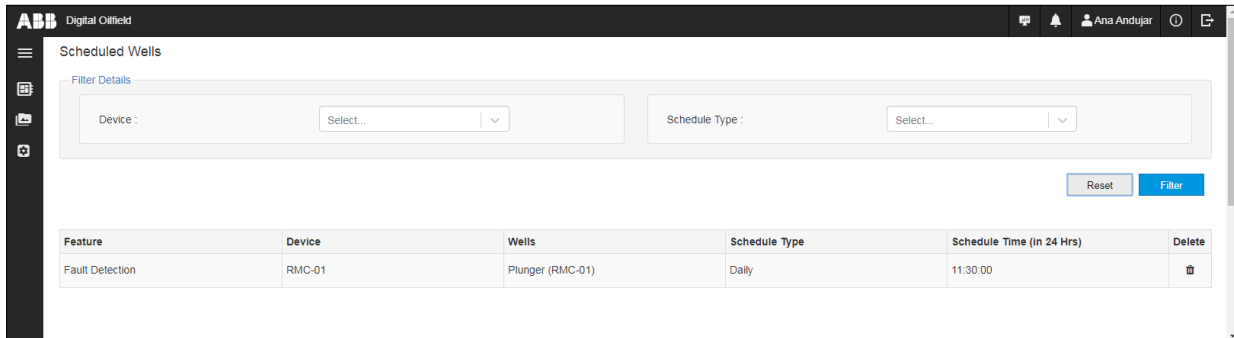 ABB Digital Oilfield Ana Andujar
Scheduled Wells
Filter Details
Device : Select... Schedule Type : Select...
Reset Filter
Feature Device Wells Schedule Type Schedule Time (in 24 Hrs) Delete
Fault Detection RMC-01 Plunger (RMC-01) Daily 11:30:00